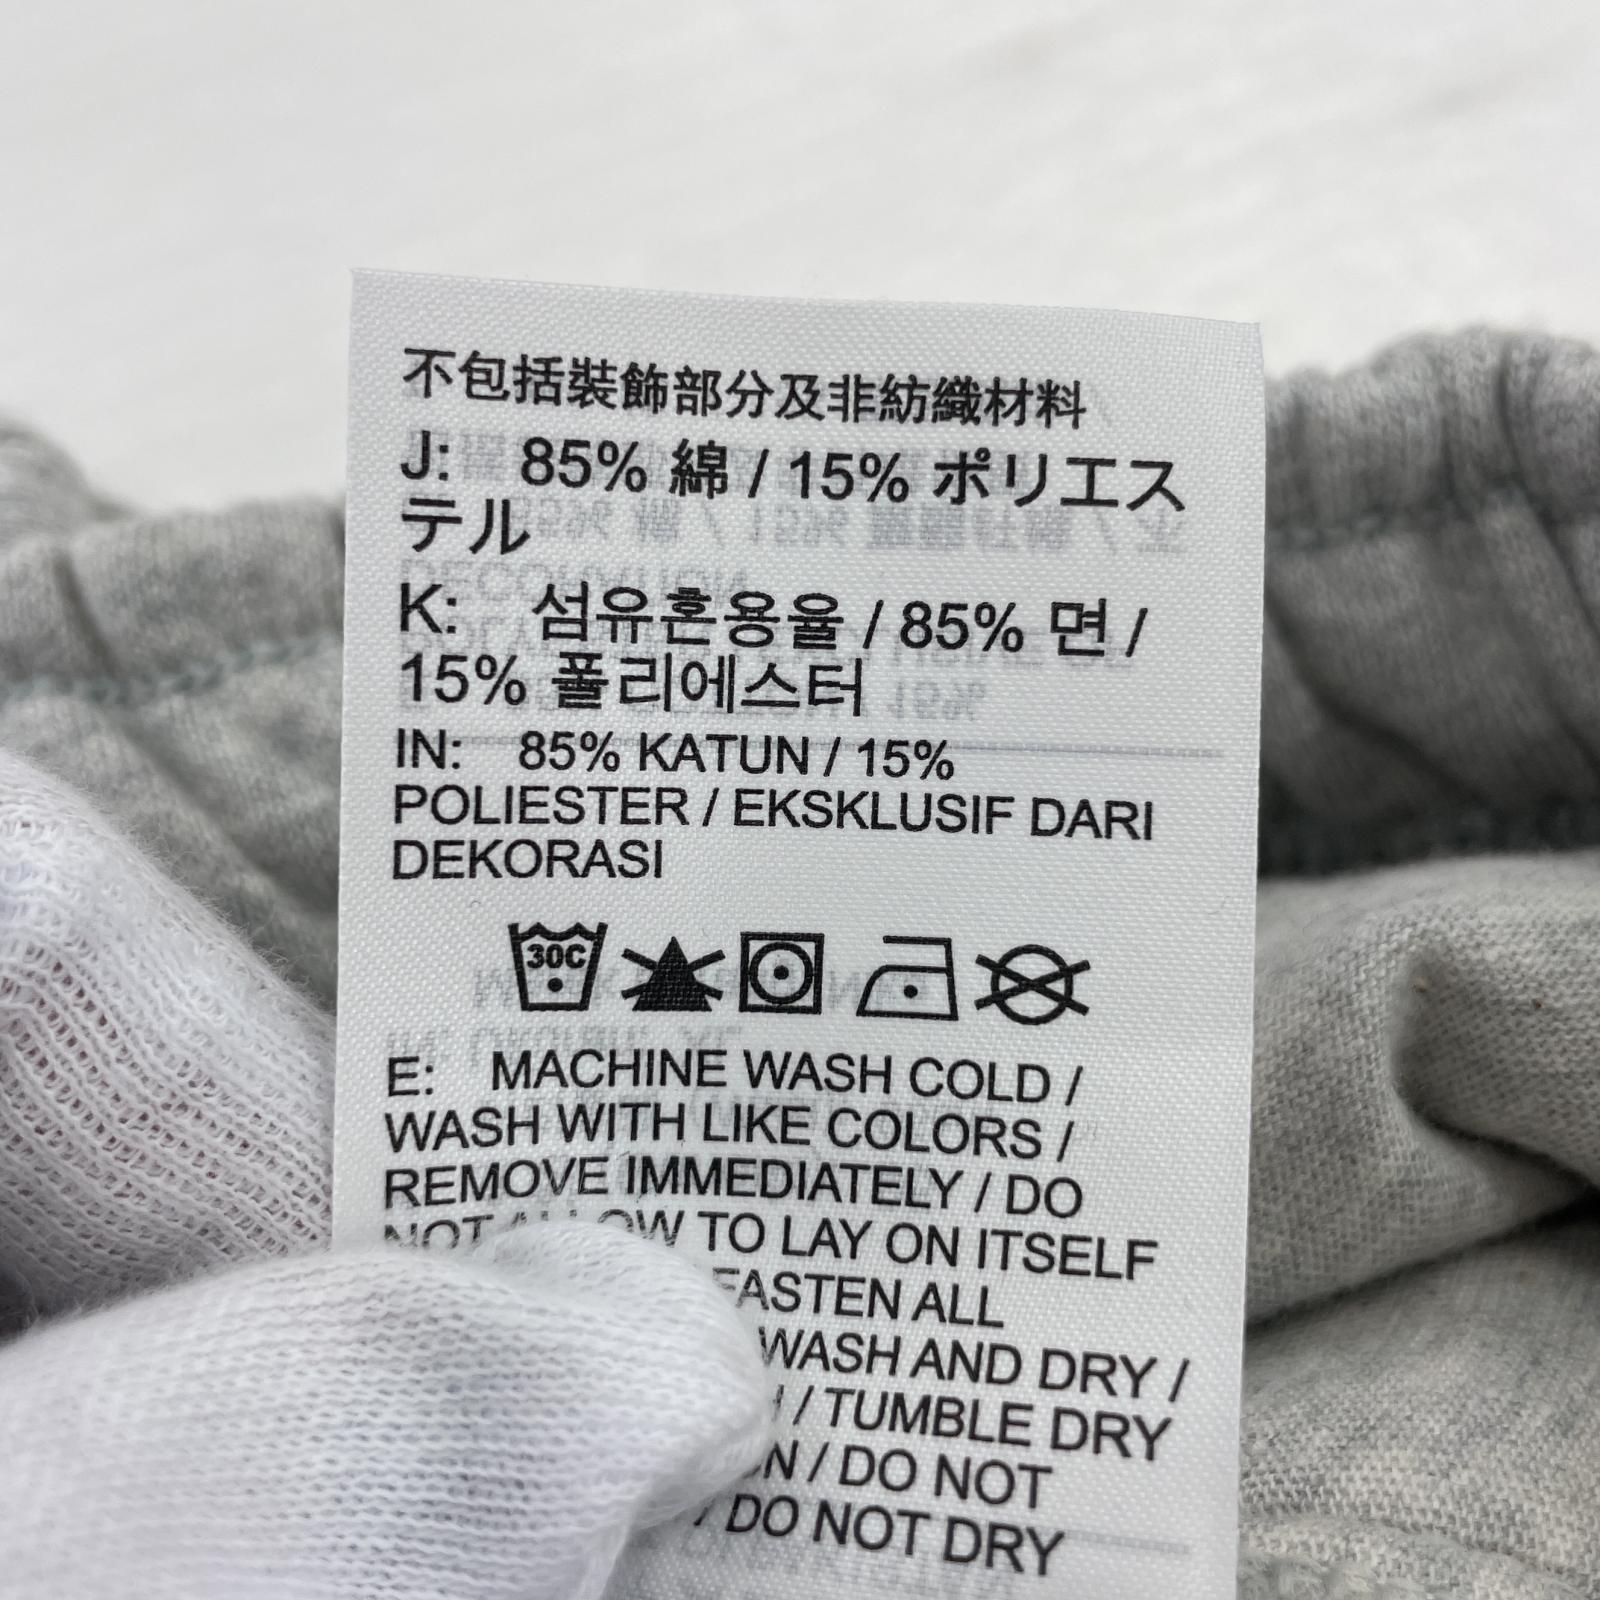 不包括裝飾部分及非紡織材料
J: 85% 綿 / 15% ポリエス
テル
K: 섬유혼용율 / 85% 면 /
15% 폴리에스터
IN: 85% KATUN / 15%
POLIESTER / EKSKLUSIF DARI
DEKORASI
30C
E: MACHINE WASH COLD /
WASH WITH LIKE COLORS /
REMOVE IMMEDIATELY / DO
NOT ALLOW TO LAY ON ITSELF
FASTEN ALL
WASH AND DRY /
/ TUMBLE DRY
/ DO NOT
/ DO NOT DRY